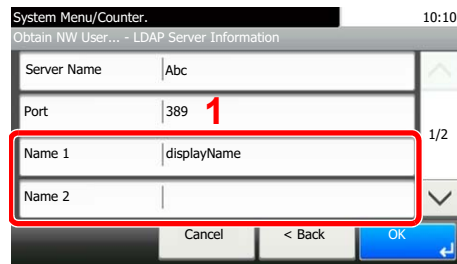 System Menu/Counter. 10:10
Obtain NW User... - LDAP Server Information
Server Name Abc
Port 389 1
1/2
Name 1 displayName
Name 2
Cancel < Back OK